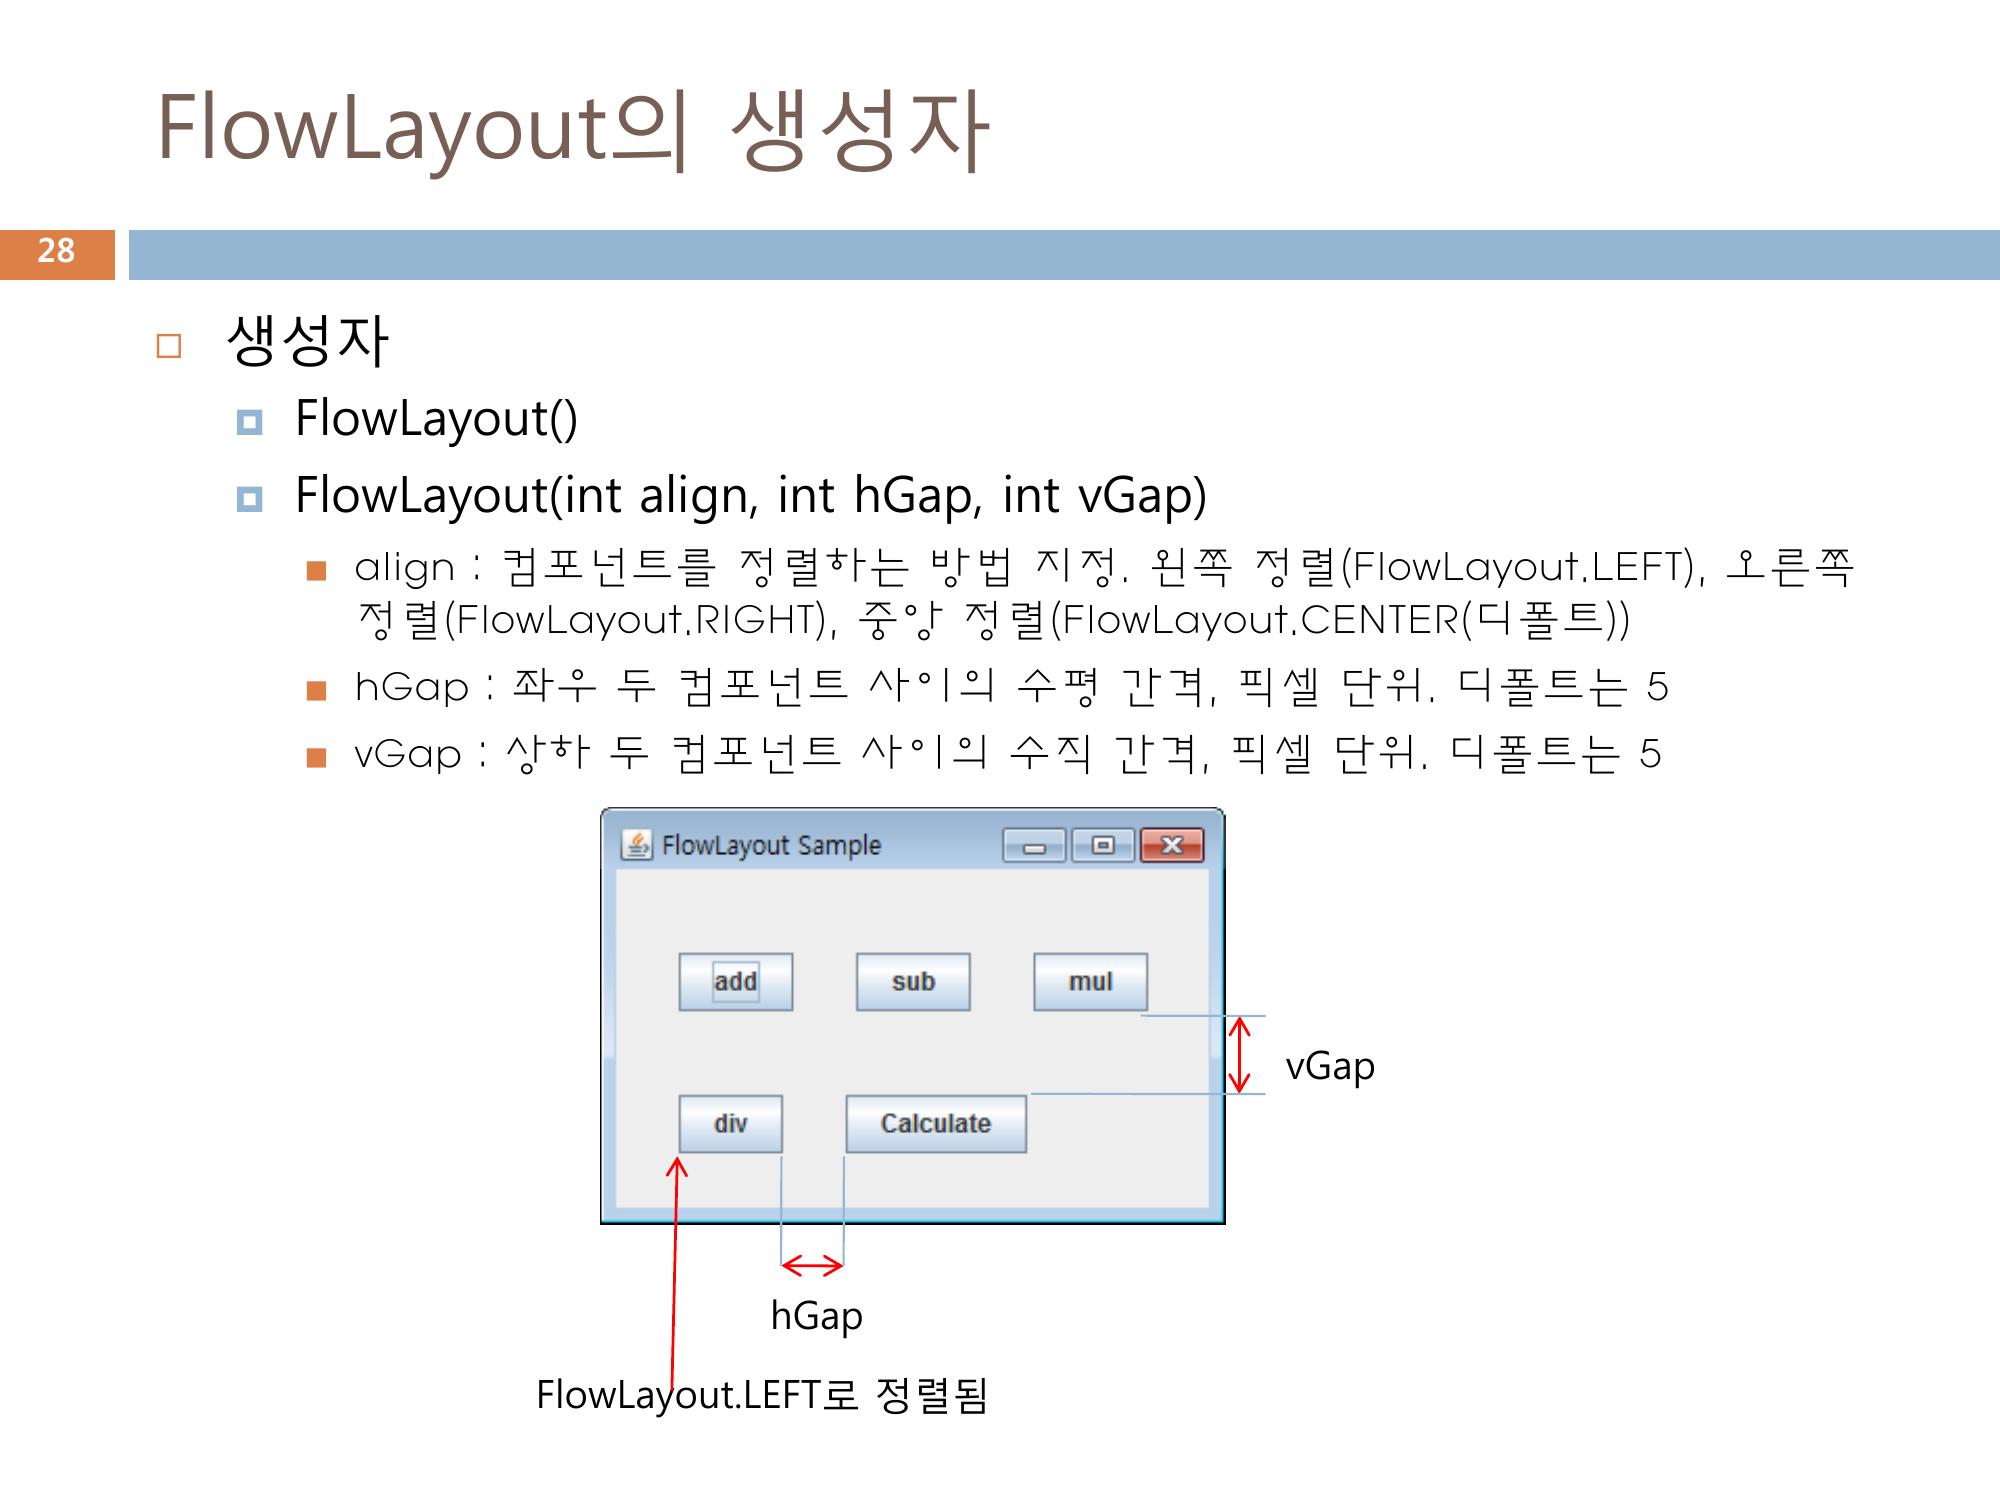 FlowLayout의 생성자
28
생성자
FlowLayout()
FlowLayout(int align, int hGap, int vGap)
align : 컴포넌트를 정렬하는 방법 지정. 왼쪽 정렬(FlowLayout.LEFT), 오른쪽
정렬(FlowLayout.RIGHT), 중앙 정렬(FlowLayout.CENTER(디폴트))
hGap : 좌우 두 컴포넌트 사이의 수평 간격, 픽셀 단위. 디폴트는 5
vGap : 상하 두 컴포넌트 사이의 수직 간격, 픽셀 단위. 디폴트는 5
FlowLayout Sample
add sub mul
vGap
div Calculate
hGap
FlowLayout.LEFT로 정렬됨